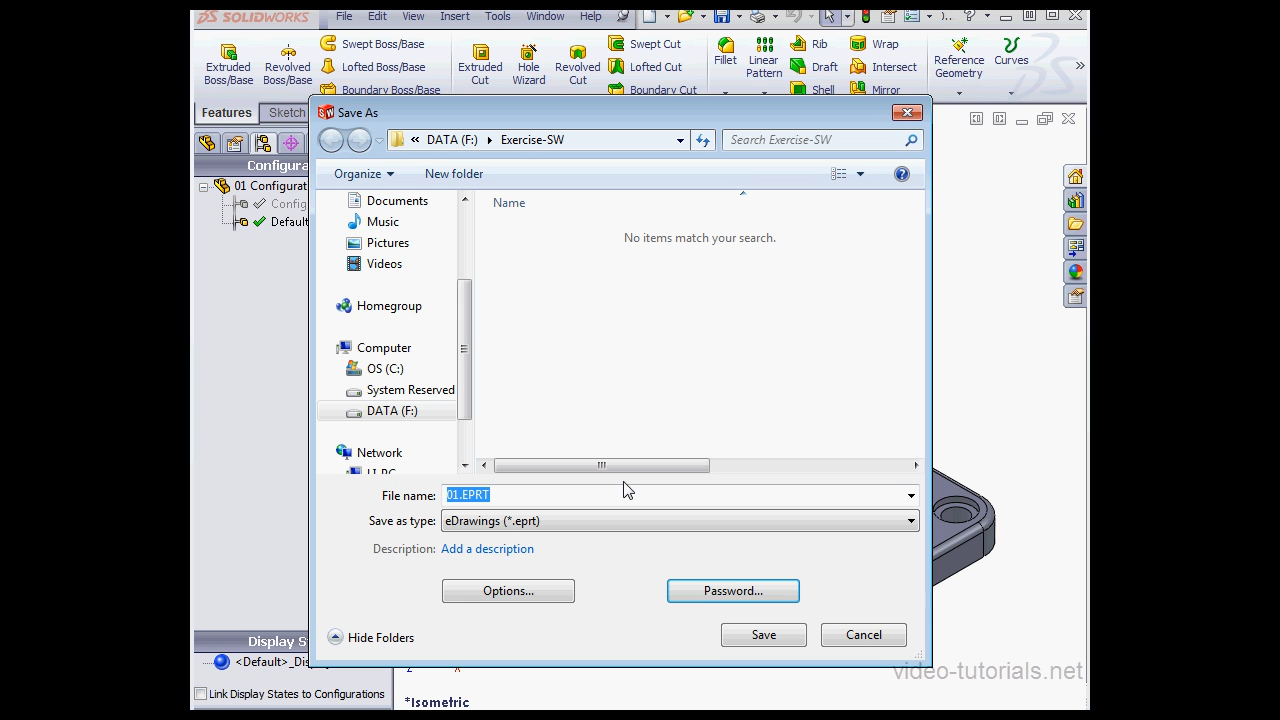 SOLIDWORKS File Edit View Insert Tools Window Help
Extruded Boss/Base
Revolved Boss/Base
Swept Boss/Base
Lofted Boss/Base
Boundary Boss/Base
Extruded Cut
Hole Wizard
Revolved Cut
Swept Cut
Lofted Cut
Boundary Cut
Fillet
Linear Pattern
Rib
Draft
Shell
Wrap
Intersect
Mirror
Reference Geometry
Curves
Features Sketch
Save As
DATA (F:) Exercise-SW
Search Exercise-SW
Organize New folder
Configura
01 Configurat
Config
Default
Documents
Music
Pictures
Videos
Homegroup
Computer
OS (C:)
System Reserved
DATA (F:)
Network
Name
No items match your search.
File name: 01.EPRT
Save as type: eDrawings (*.eprt)
Description: Add a description
Options... Password...
Hide Folders Save Cancel
Display S
<Default>_Dis
Link Display States to Configurations
*Isometric
video-tutorials.net